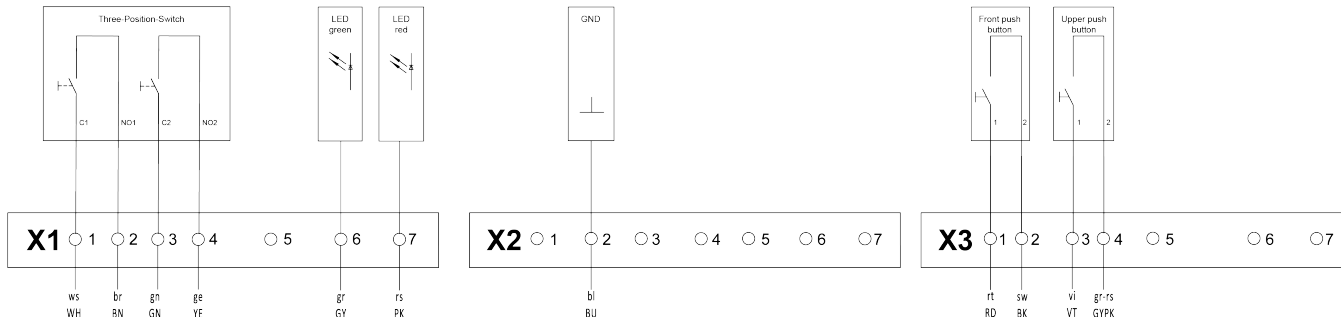 Three-Position-Switch
C1 NO1 C2 NO2
LED
green
LED
red
GND
Front push
button
1 2
Upper push
button
1 2
X1 1 2 3 4 5 6 7
X2 1 2 3 4 5 6 7
X3 1 2 3 4 5 6 7
ws br gn ge gr rs
WH BN GN YE GY PK
bl
BU
rt sw vi gr-rs
RD BK VT GYPK